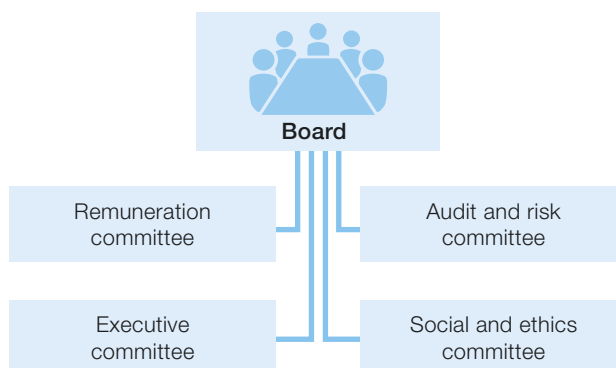 Board
Remuneration
committee
Audit and risk
committee
Executive
committee
Social and ethics
committee